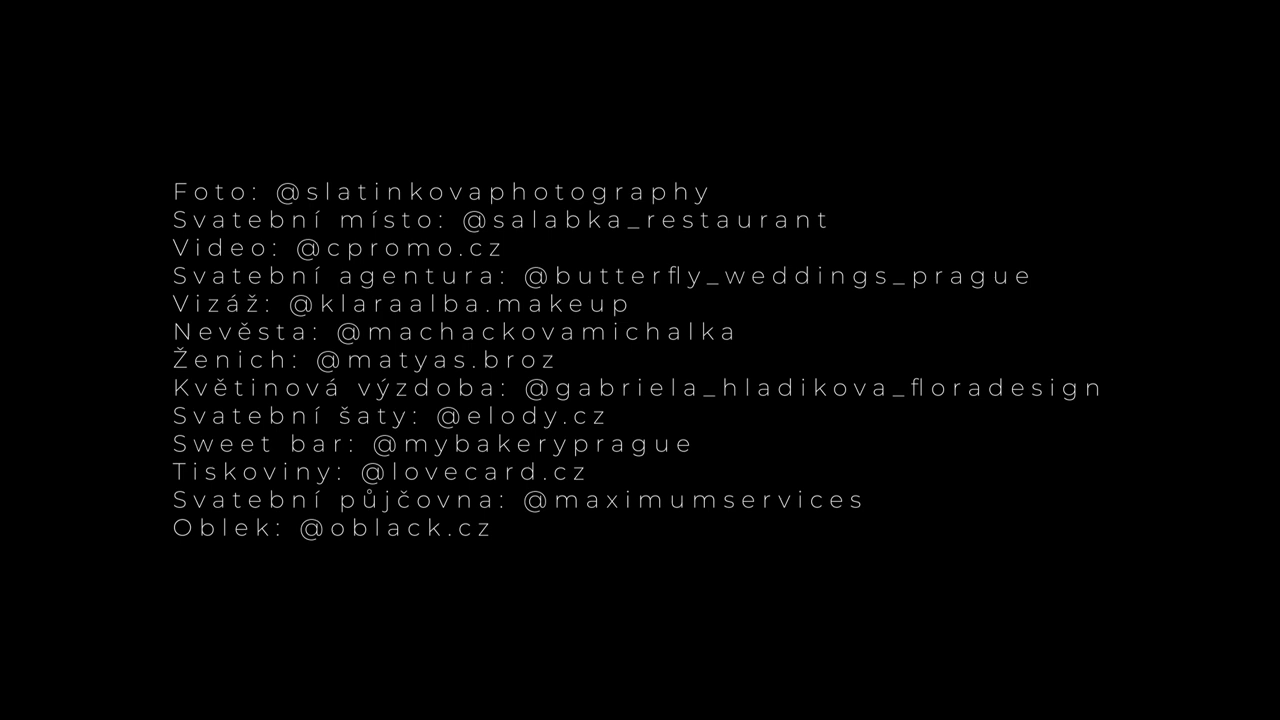 Foto: @slatinkovaphotography
Svatební místo: @salabka_restaurant
Video: @cpromo.cz
Svatební agentura: @butterfly_weddings_prague
Vizáž: @klaraalba.makeup
Nevěsta: @machackovamichalka
Ženich: @matyas.broz
Květinová výzdoba: @gabriela_hladikova_floradesign
Svatební šaty: @elody.cz
Sweet bar: @mybakeryprague
Tiskoviny: @lovecard.cz
Svatební půjčovna: @maximumservices
Oblek: @oblack.cz